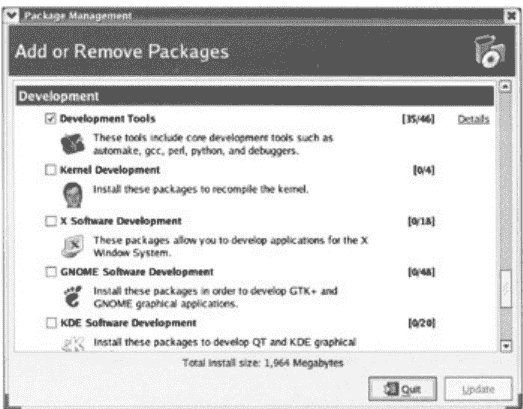 Package Management
Add or Remove Packages
Development
Development Tools [35/46] Details
These tools include core development tools such as
automake, gcc, perl, python, and debuggers.
Kernel Development [0/4]
Install these packages to recompile the kernel.
X Software Development [0/18]
These packages allow you to develop applications for the X
Window System.
GNOME Software Development [0/48]
Install these packages in order to develop GTK+ and
GNOME graphical applications.
KDE Software Development [0/20]
Install these packages to develop QT and KDE graphical
Total install size: 1,964 Megabytes
Quit Update